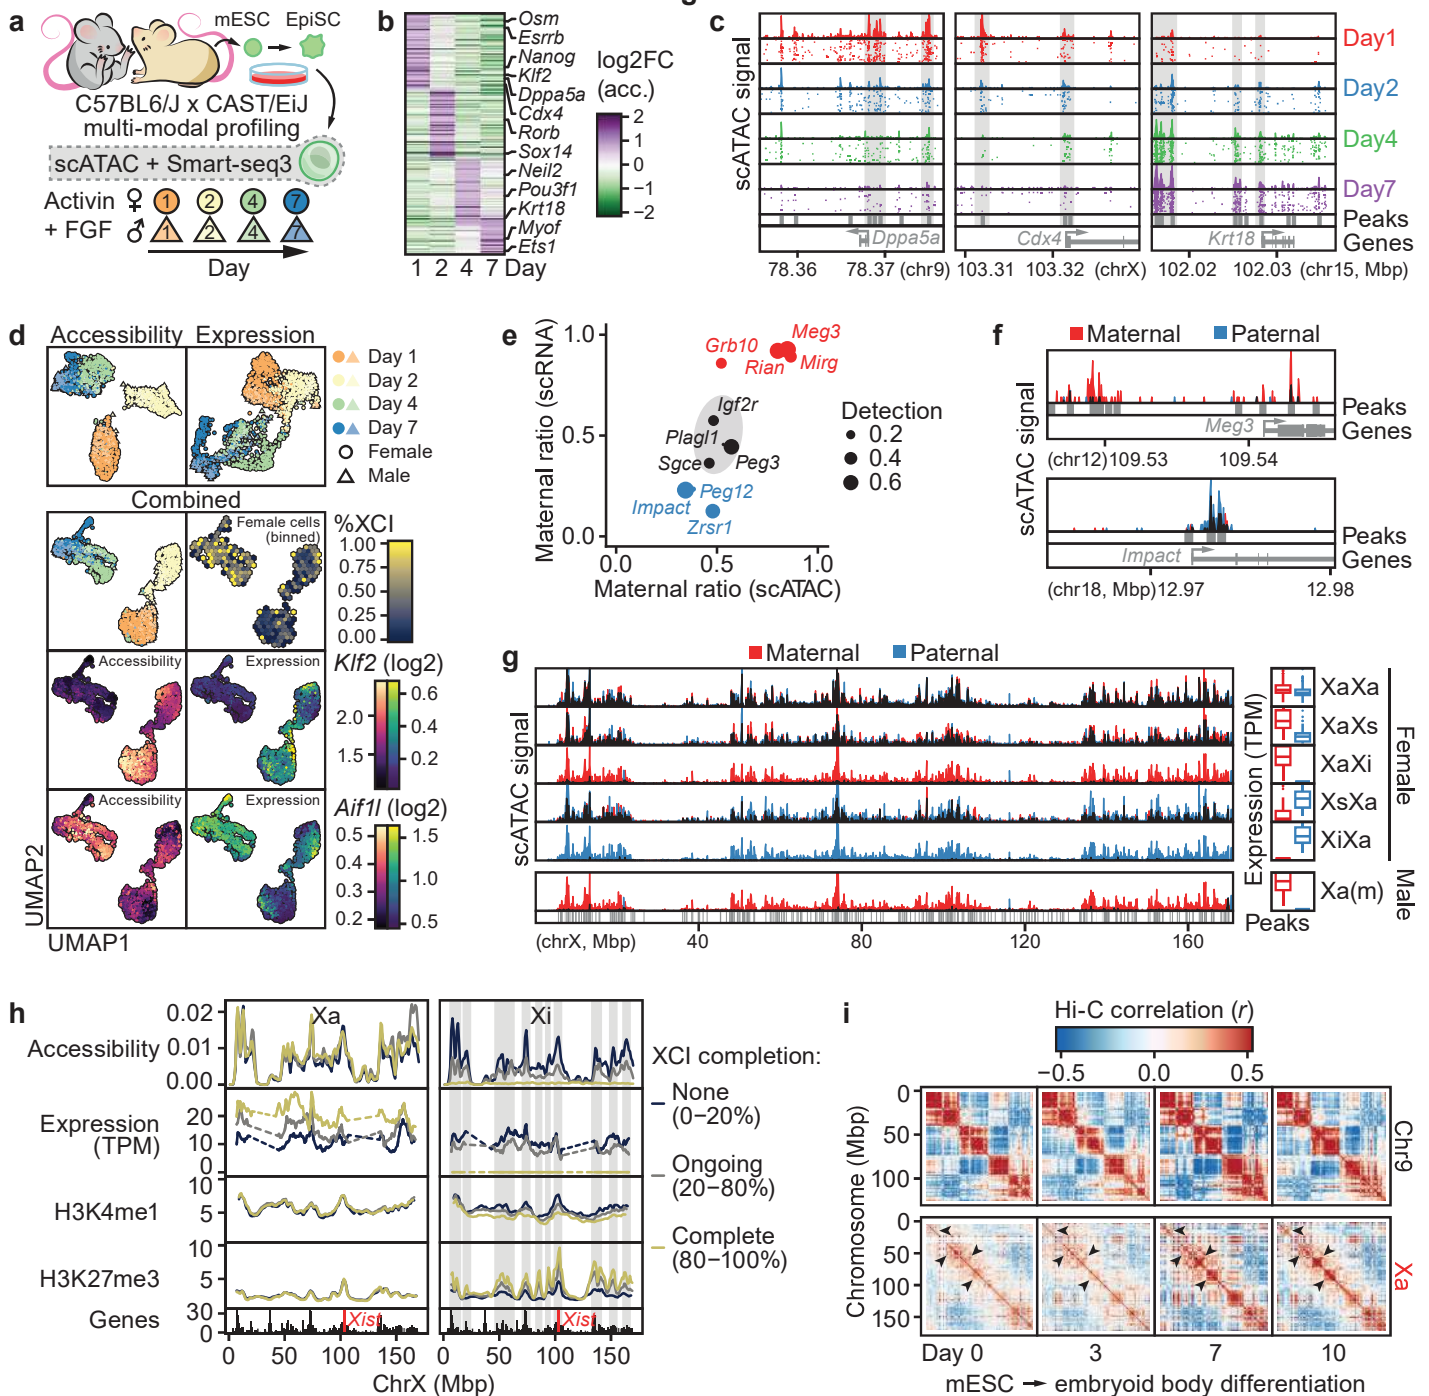 a
mESC
EpiSC
C57BL6/J x CAST/EiJ
multi-modal profiling
scATAC + Smart-seq3
Activin ♀ 1 2 4 7
+ FGF ♂ 1 2 4 7
Day
b
Osm
Esrrb
Nanog
Klf2
Dppa5a
Cdx4
Rorb
Sox14
Neil2
Pou3f1
Krt18
Myof
Ets1
1 2 4 7 Day
log2FC
(acc.)
2
1
0
−1
−2
c
scATAC signal
Day1
Day2
Day4
Day7
Peaks
Genes
Dppa5a
Cdx4
Krt18
78.36 78.37 (chr9)
103.31 103.32 (chrX)
102.02 102.03 (chr15, Mbp)
d
Accessibility Expression
Day 1
Day 2
Day 4
Day 7
Female
Male
Combined
Female cells
(binned)
%XCI
1.00
0.75
0.50
0.25
0.00
Accessibility
Expression
Klf2 (log2)
2.0
1.5
0.6
0.4
0.2
Accessibility
Expression
Aif1l (log2)
0.5
0.4
0.3
0.2
1.5
1.0
0.5
UMAP2
UMAP1
e
Maternal ratio (scRNA)
1.0
0.5
0.0
Meg3
Grb10
Rian
Mirg
Igf2r
Plagl1
Sgce
Peg3
Peg12
Impact
Zrsr1
0.0 0.5 1.0
Maternal ratio (scATAC)
Detection
0.2
0.4
0.6
f
Maternal Paternal
scATAC signal
Peaks
Genes
Meg3
(chr12) 109.53 109.54
scATAC signal
Peaks
Genes
Impact
(chr18, Mbp) 12.97 12.98
g
Maternal Paternal
scATAC signal
Expression (TPM)
XaXa
XaXs
XaXi
XsXa
XiXa
Xa(m)
Female
Male
Peaks
(chrX, Mbp) 40 80 120 160
h
Xa
Xi
Accessibility
0.02
0.01
0.00
Expression
(TPM)
20
10
0
H3K4me1
10
5
H3K27me3
10
5
Genes
30
0
Xist
Xist
0 50 100 150
0 50 100 150
ChrX (Mbp)
XCI completion:
None
(0−20%)
Ongoing
(20−80%)
Complete
(80−100%)
i
Hi-C correlation (r)
−0.5 0.0 0.5
Chromosome (Mbp)
0
50
100
Chr9
0
50
100
150
Xa
Day 0 3 7 10
mESC embryoid body differentiation